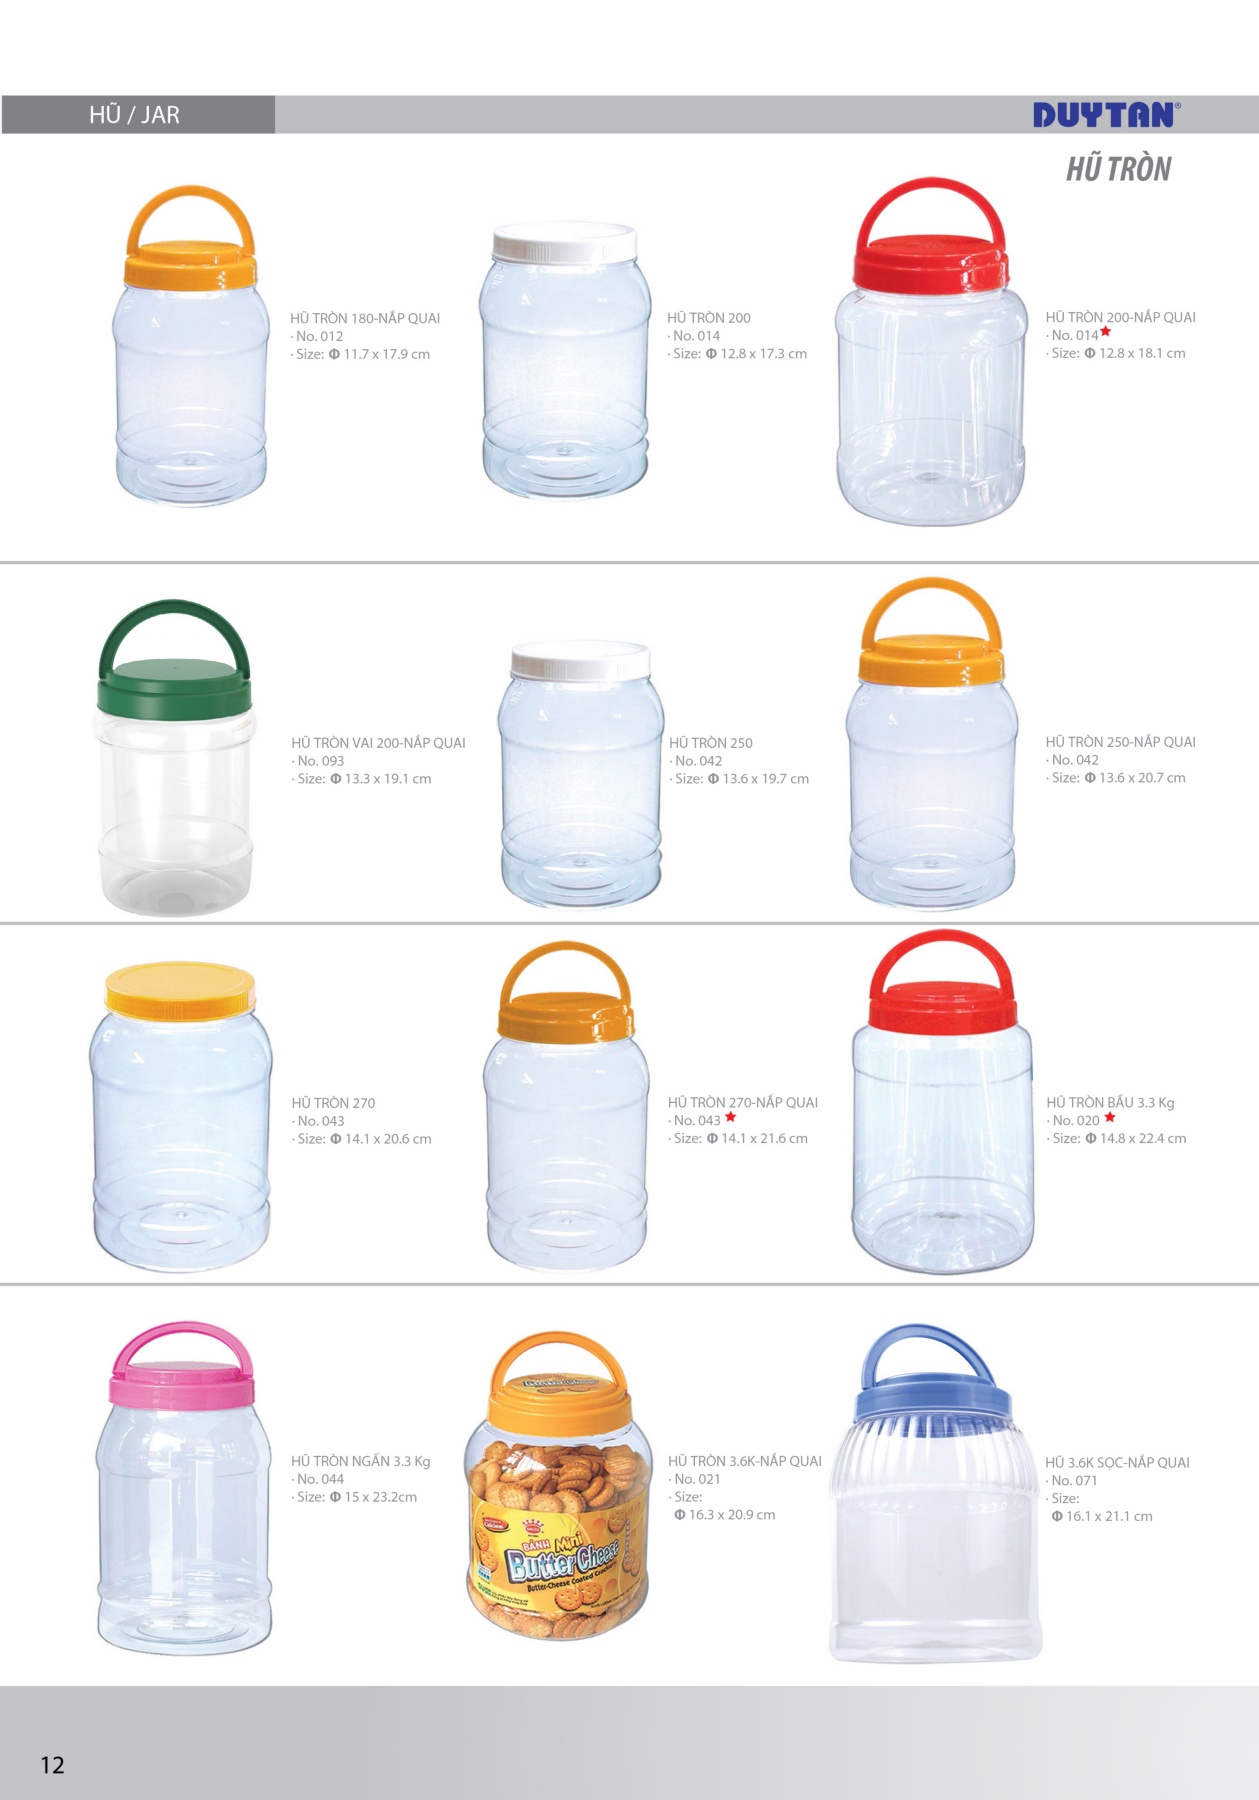 HŨ / JAR
DUYTAN®
HŨ TRÒN
HŨ TRÒN 180-NẮP QUAI
· No. 012
· Size: Φ 11.7 x 17.9 cm
HŨ TRÒN 200
· No. 014
· Size: Φ 12.8 x 17.3 cm
HŨ TRÒN 200-NẮP QUAI
· No. 014★
· Size: Φ 12.8 x 18.1 cm
HŨ TRÒN VAI 200-NẮP QUAI
· No. 093
· Size: Φ 13.3 x 19.1 cm
HŨ TRÒN 250
· No. 042
· Size: Φ 13.6 x 19.7 cm
HŨ TRÒN 250-NẮP QUAI
· No. 042
· Size: Φ 13.6 x 20.7 cm
HŨ TRÒN 270
· No. 043
· Size: Φ 14.1 x 20.6 cm
HŨ TRÒN 270-NẮP QUAI
· No. 043 ★
· Size: Φ 14.1 x 21.6 cm
HŨ TRÒN BẦU 3.3 Kg
· No. 020 ★
· Size: Φ 14.8 x 22.4 cm
HŨ TRÒN NGẤN 3.3 Kg
· No. 044
· Size: Φ 15 x 23.2cm
BÁNH Mini
Butter Cheese
Butter-Cheese Coated Crackers
HŨ TRÒN 3.6K-NẮP QUAI
· No. 021
· Size:
Φ 16.3 x 20.9 cm
HŨ 3.6K SỌC-NẮP QUAI
· No. 071
· Size:
Φ 16.1 x 21.1 cm
12